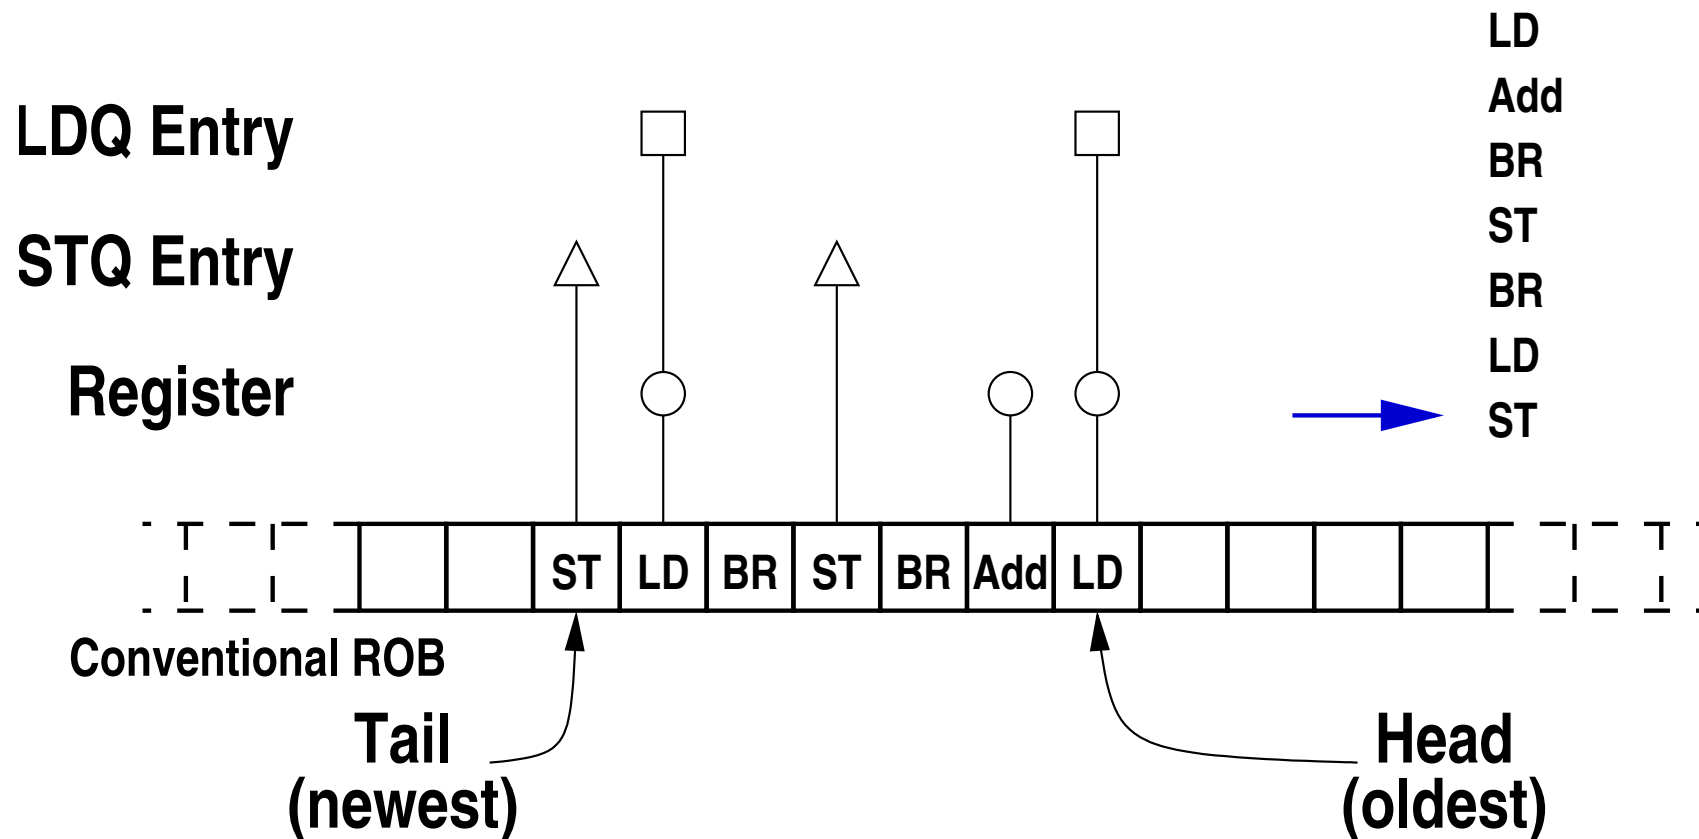 LD
Add
BR
ST
BR
LD
ST
LDQ Entry
STQ Entry
Register
ST LD BR ST BR Add LD
Conventional ROB
Tail
(newest)
Head
(oldest)